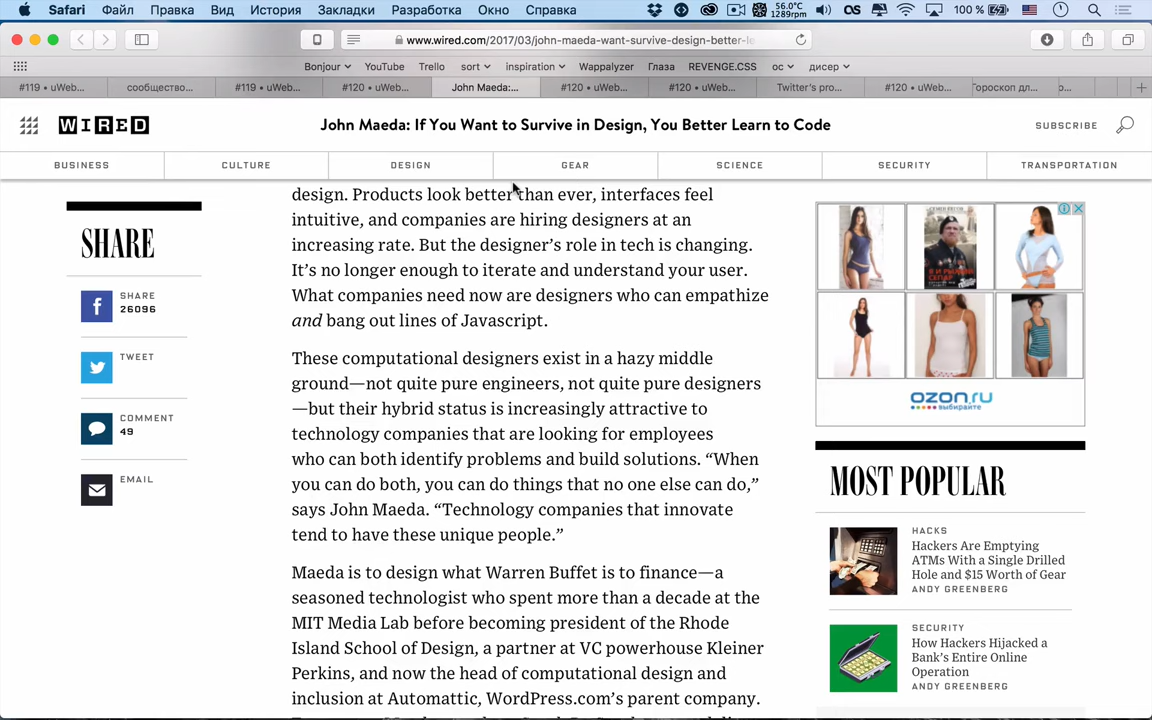 Safari Файл Правка Вид История Закладки Разработка Окно Справка
56.0°C
1289rpm
100 %
www.wired.com/2017/03/john-maeda-want-survive-design-better-le
Bonjour YouTube Trello sort inspiration Wappalyzer Глаза REVENGE.CSS ос дисер
#119 • uWeb... сообщество... #119 • uWeb... #120 • uWeb... John Maeda:... #120 • uWeb... #120 • uWeb... Twitter's pro... #120 • uWeb... Гороскоп дл...
WIRED
John Maeda: If You Want to Survive in Design, You Better Learn to Code
SUBSCRIBE
BUSINESS CULTURE DESIGN GEAR SCIENCE SECURITY TRANSPORTATION
SHARE
SHARE
26096
TWEET
COMMENT
49
EMAIL
design. Products look better than ever, interfaces feel
intuitive, and companies are hiring designers at an
increasing rate. But the designer’s role in tech is changing.
It’s no longer enough to iterate and understand your user.
What companies need now are designers who can empathize
and bang out lines of Javascript.
These computational designers exist in a hazy middle
ground—not quite pure engineers, not quite pure designers
—but their hybrid status is increasingly attractive to
technology companies that are looking for employees
who can both identify problems and build solutions. “When
you can do both, you can do things that no one else can do,”
says John Maeda. “Technology companies that innovate
tend to have these unique people.”
Maeda is to design what Warren Buffet is to finance—a
seasoned technologist who spent more than a decade at the
MIT Media Lab before becoming president of the Rhode
Island School of Design, a partner at VC powerhouse Kleiner
Perkins, and now the head of computational design and
inclusion at Automattic, WordPress.com’s parent company.
ozon.ru
выбирайте
MOST POPULAR
HACKS
Hackers Are Emptying
ATMs With a Single Drilled
Hole and $15 Worth of Gear
ANDY GREENBERG
SECURITY
How Hackers Hijacked a
Bank’s Entire Online
Operation
ANDY GREENBERG